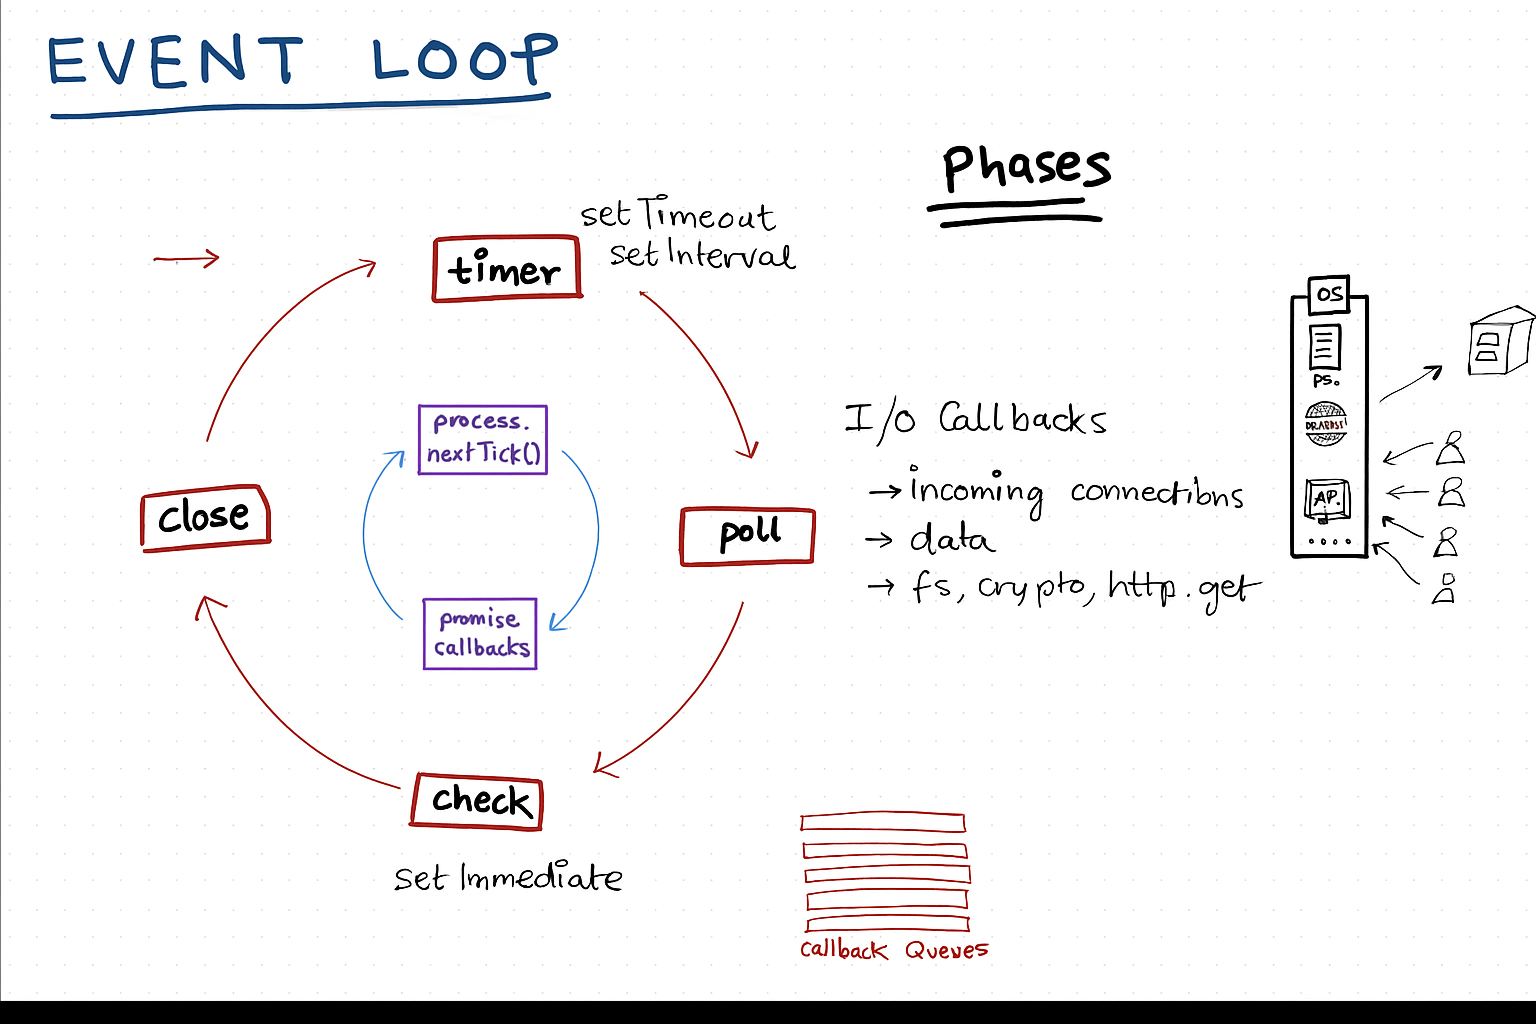 EVENT LOOP
Phases
setTimeout
setInterval
timer
process.
nextTick()
promise
callbacks
close
poll
check
setImmediate
I/O Callbacks
→ incoming connections
→ data
→ fs, crypto, http.get
OS
PS.
AP.
callback Queues